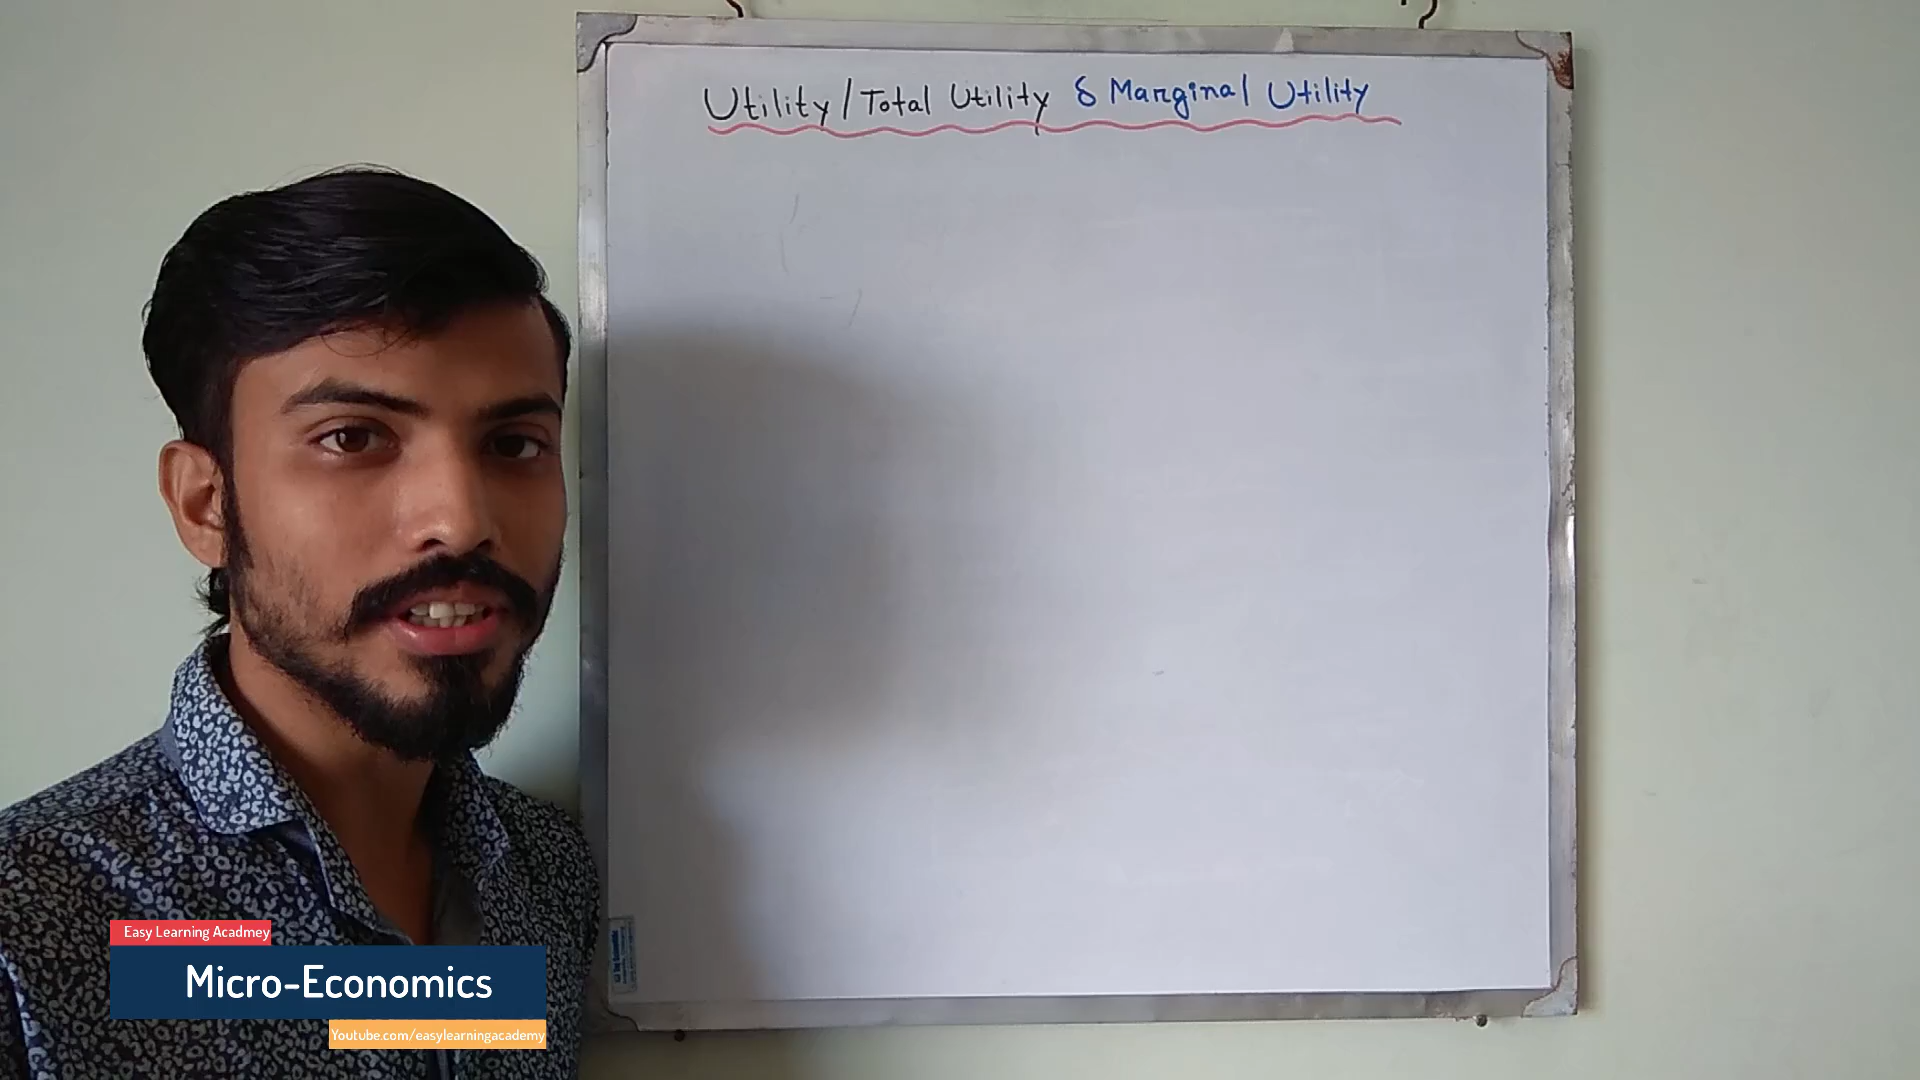 Utility / Total Utility & Marginal Utility
Easy Learning Acadmey
Micro-Economics
Youtube.com/easylearningacademy